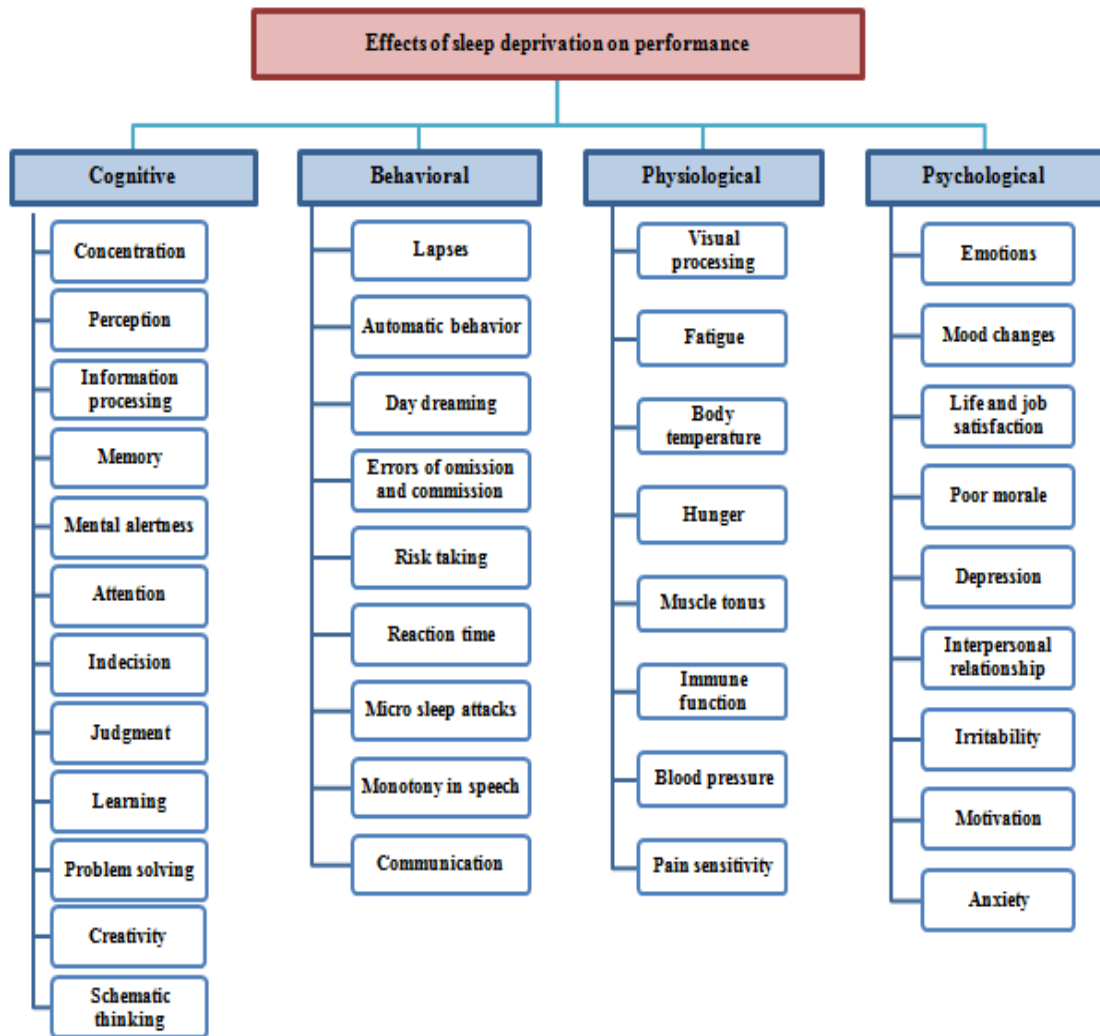 Effects of sleep deprivation on performance
Cognitive
Concentration
Perception
Information
processing
Memory
Mental alertness
Attention
Indecision
Judgment
Learning
Problem solving
Creativity
Schematic
thinking
Behavioral
Lapses
Automatic behavior
Day dreaming
Errors of omission
and commission
Risk taking
Reaction time
Micro sleep attacks
Monotony in speech
Communication
Physiological
Visual
processing
Fatigue
Body
temperature
Hunger
Muscle tonus
Immune
function
Blood pressure
Pain sensitivity
Psychological
Emotions
Mood changes
Life and job
satisfaction
Poor morale
Depression
Interpersonal
relationship
Irritability
Motivation
Anxiety